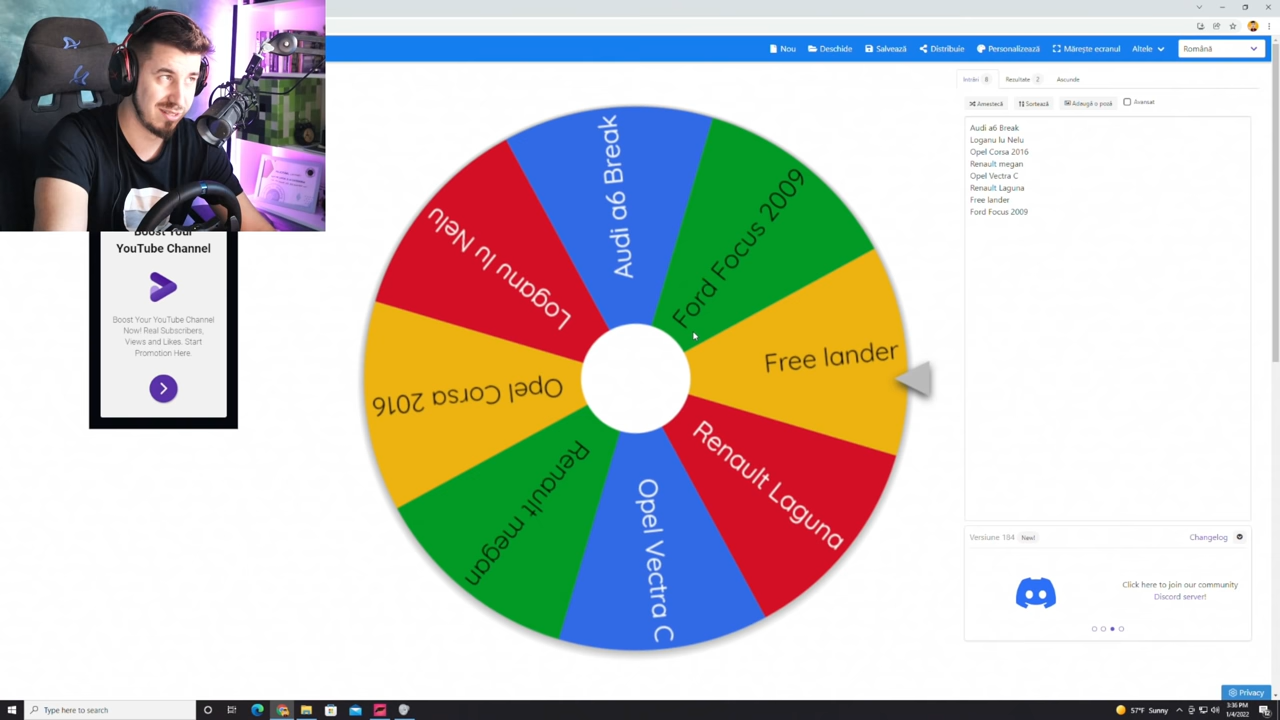 Nou
Deschide
Salvează
Distribuie
Personalizează
Mărește ecranul
Altele
Română
Intrări 8
Rezultate 2
Ascunde
Amestecă
Sortează
Adaugă o poză
Avansat
Audi a6 Break
Loganu lu Nelu
Opel Corsa 2016
Renault megan
Opel Vectra C
Renault Laguna
Free lander
Ford Focus 2009
Audi a6 Break
Ford Focus 2009
Free lander
Renault Laguna
Opel Vectra C
Renault megan
Opel Corsa 2016
Loganu lu Nelu
Boost Your
YouTube Channel
Boost Your YouTube Channel
Now! Real Subscribers,
Views and Likes. Start
Promotion Here.
Versiune 184 New!
Changelog
Click here to join our community
Discord server!
Privacy
Type here to search
57°F Sunny
3:36 PM
1/4/2022